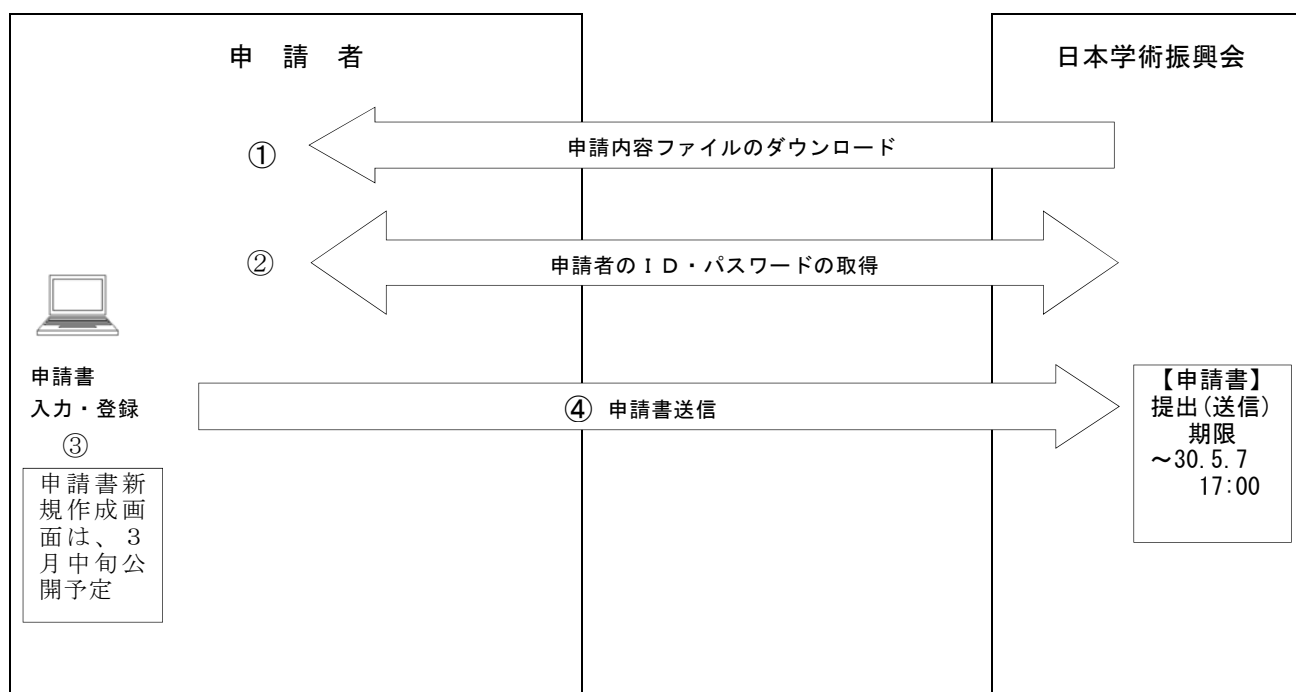 申 請 者
日本学術振興会
① 申請内容ファイルのダウンロード
② 申請者のＩＤ・パスワードの取得
申請書
入力・登録
③
申請書新
規作成画
面は、３
月中旬公
開予定
④ 申請書送信
【申請書】
提出(送信)
期限
～30.5.7
17:00